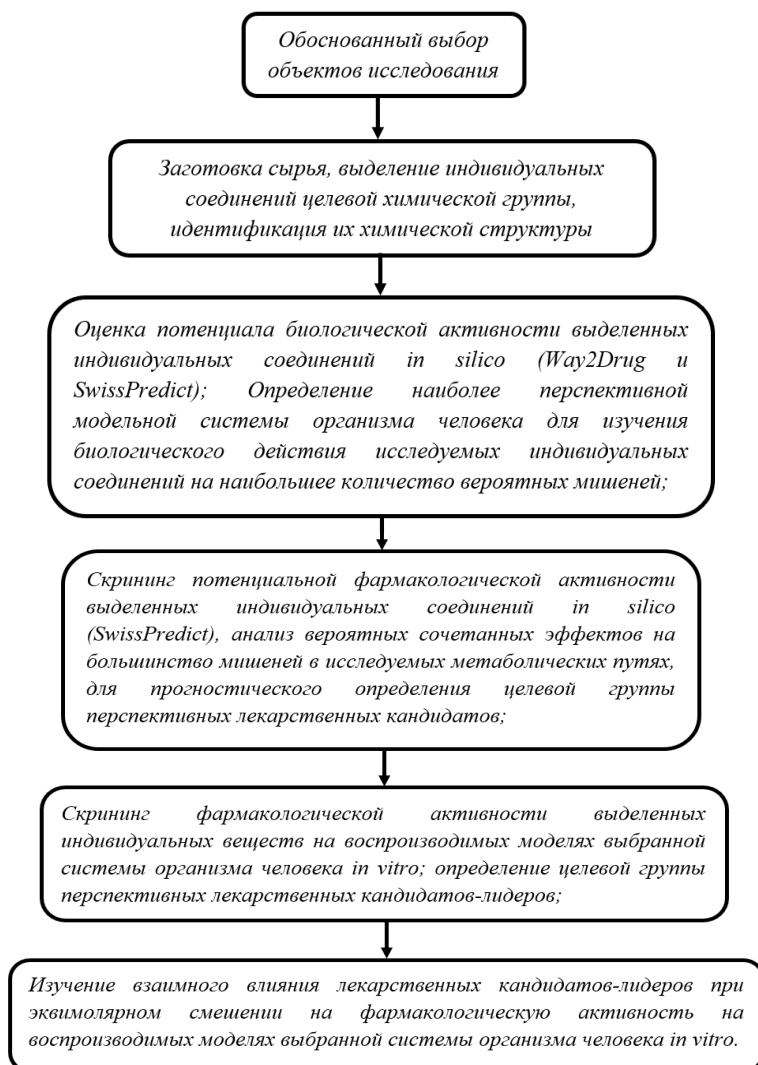 Обоснованный выбор
объектов исследования
Заготовка сырья, выделение индивидуальных
соединений целевой химической группы,
идентификация их химической структуры
Оценка потенциала биологической активности выделенных
индивидуальных соединений in silico (Way2Drug и
SwissPredict); Определение наиболее перспективной
модельной системы организма человека для изучения
биологического действия исследуемых индивидуальных
соединений на наибольшее количество вероятных мишеней;
Скрининг потенциальной фармакологической активности
выделенных индивидуальных соединений in silico
(SwissPredict), анализ вероятных сочетанных эффектов на
большинство мишеней в исследуемых метаболических путях,
для прогностического определения целевой группы
перспективных лекарственных кандидатов;
Скрининг фармакологической активности выделенных
индивидуальных веществ на воспроизводимых моделях выбранной
системы организма человека in vitro; определение целевой группы
перспективных лекарственных кандидатов-лидеров;
Изучение взаимного влияния лекарственных кандидатов-лидеров при
эквимолярном смешении на фармакологическую активность на
воспроизводимых моделях выбранной системы организма человека in vitro.